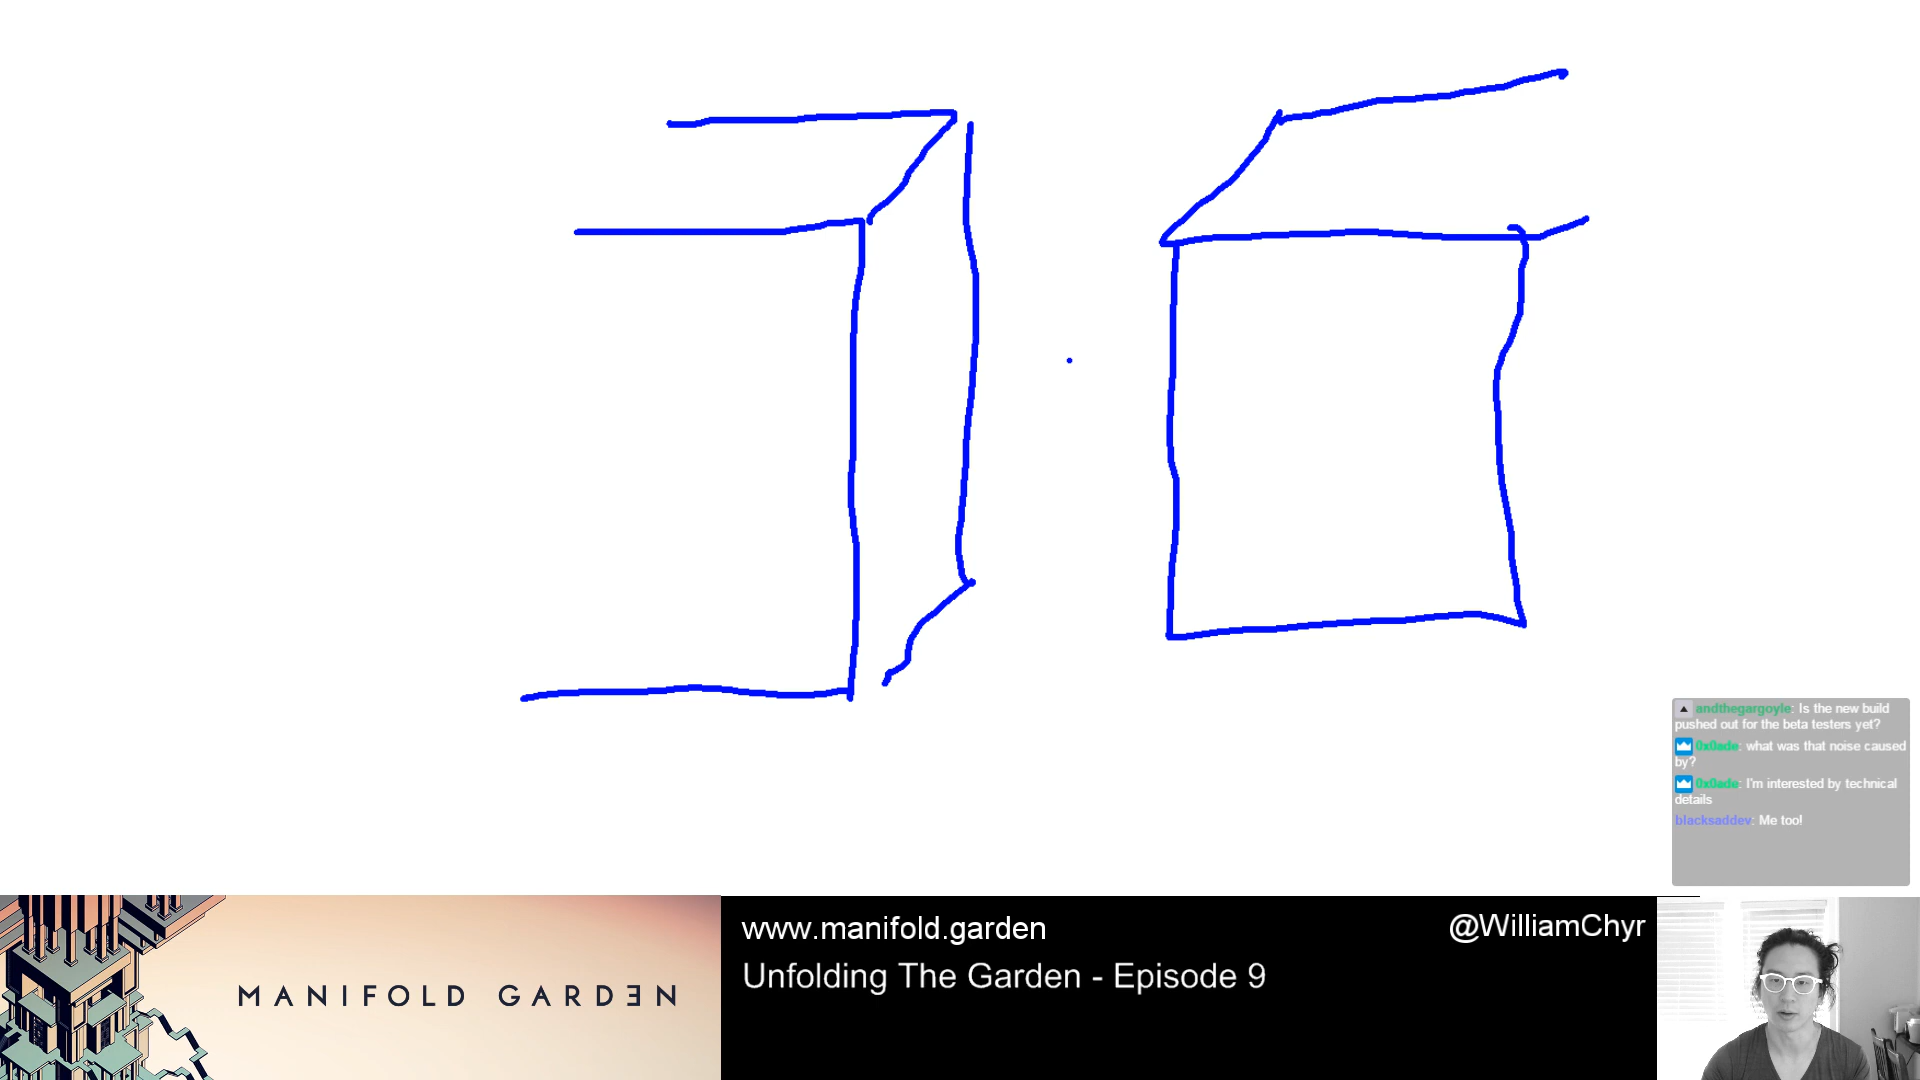 andthegargoyle: Is the new build
pushed out for the beta testers yet?
0x0ade: what was that noise caused
by?
0x0ade: I'm interested by technical
details
blacksaddev: Me too!
MANIFOLD GARDƎN
www.manifold.garden
@WilliamChyr
Unfolding The Garden - Episode 9